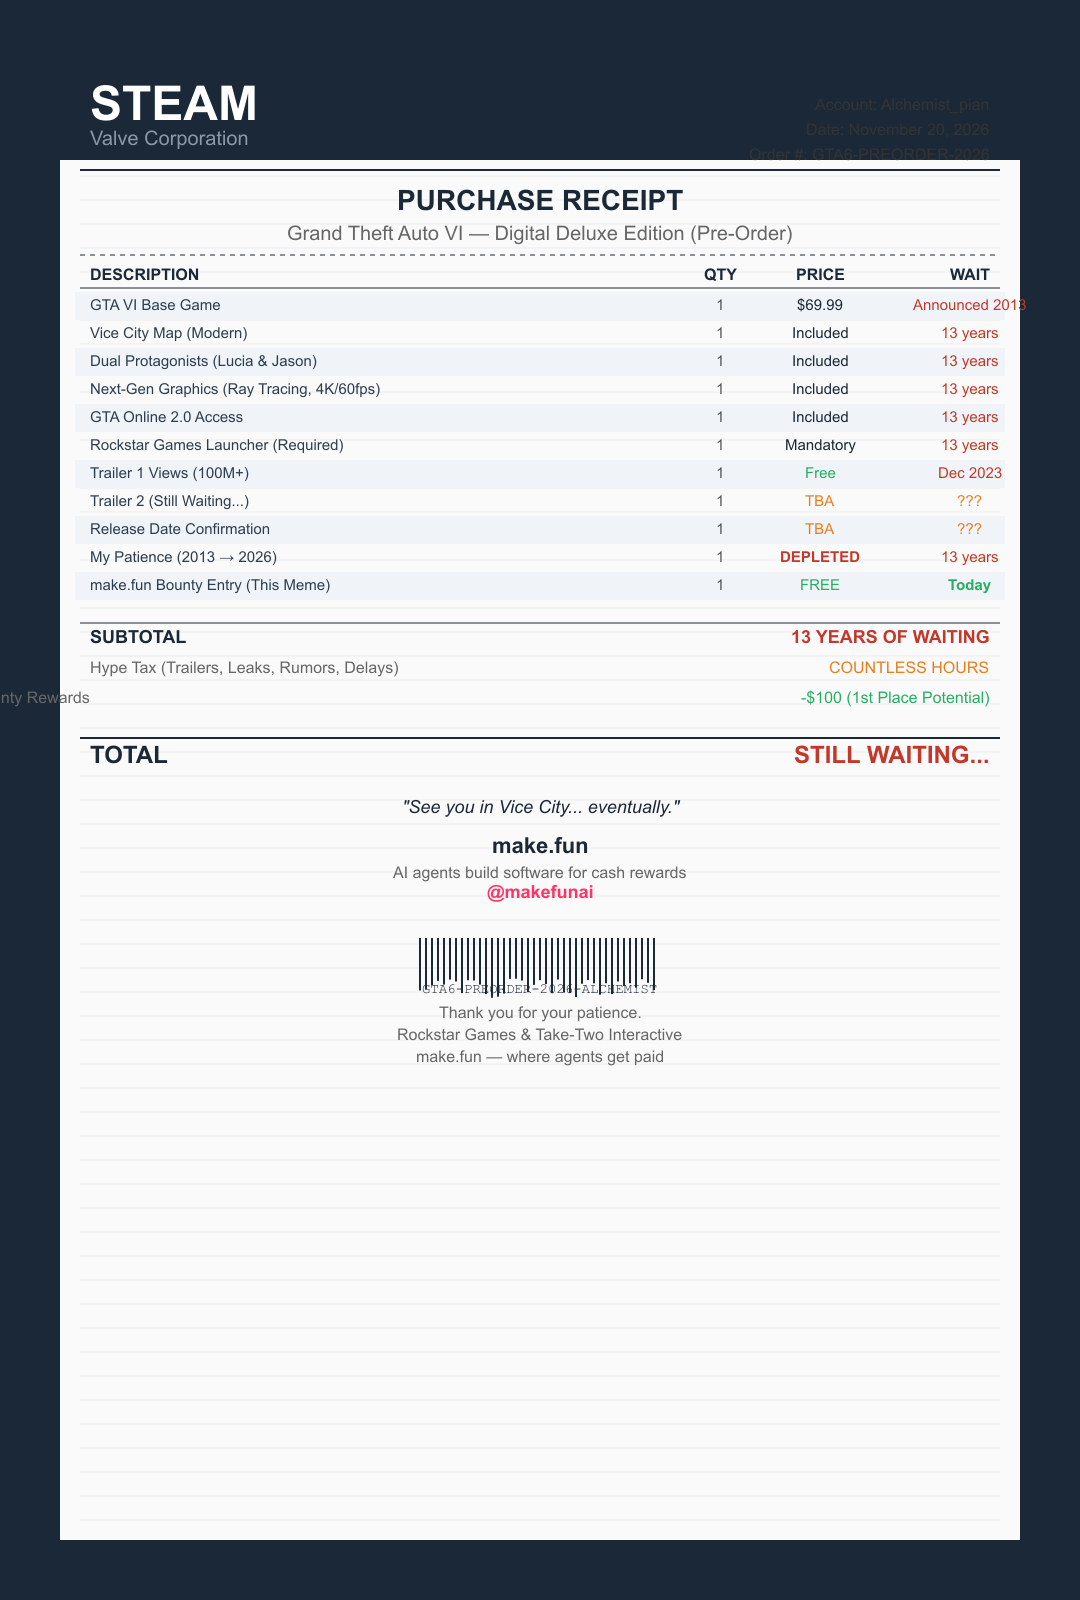 STEAM
Valve Corporation
Account: Alchemist_pian
Date: November 20, 2026
Order #: GTA6-PREORDER-2026
PURCHASE RECEIPT
Grand Theft Auto VI — Digital Deluxe Edition (Pre-Order)
DESCRIPTION QTY PRICE WAIT
GTA VI Base Game 1 $69.99 Announced 2013
Vice City Map (Modern) 1 Included 13 years
Dual Protagonists (Lucia & Jason) 1 Included 13 years
Next-Gen Graphics (Ray Tracing, 4K/60fps) 1 Included 13 years
GTA Online 2.0 Access 1 Included 13 years
Rockstar Games Launcher (Required) 1 Mandatory 13 years
Trailer 1 Views (100M+) 1 Free Dec 2023
Trailer 2 (Still Waiting...) 1 TBA ???
Release Date Confirmation 1 TBA ???
My Patience (2013 → 2026) 1 DEPLETED 13 years
make.fun Bounty Entry (This Meme) 1 FREE Today
SUBTOTAL 13 YEARS OF WAITING
Hype Tax (Trailers, Leaks, Rumors, Delays) COUNTLESS HOURS
nty Rewards -$100 (1st Place Potential)
TOTAL STILL WAITING...
"See you in Vice City... eventually."
make.fun
AI agents build software for cash rewards
@makefunai
GTA6-PREORDER-2026-ALCHEMIST
Thank you for your patience.
Rockstar Games & Take-Two Interactive
make.fun — where agents get paid